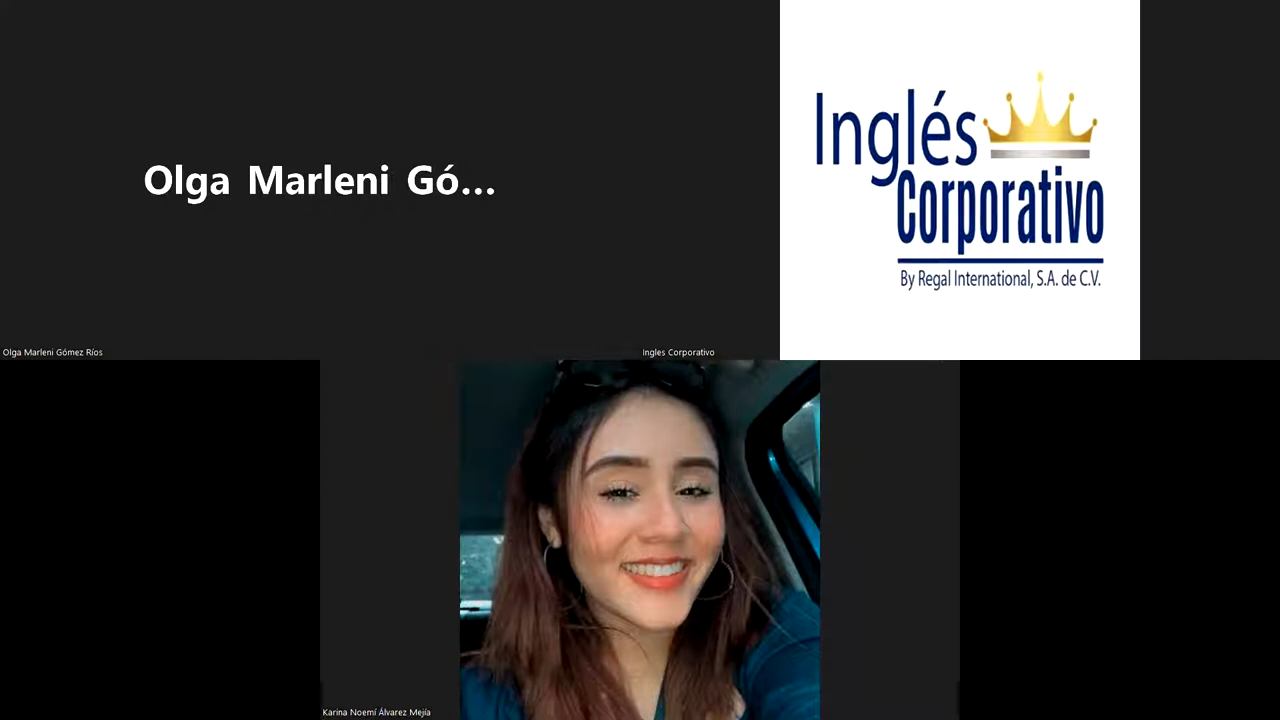 Olga Marleni Gó...
Olga Marleni Gómez Ríos
Inglés
Corporativo
By Regal International, S.A. de C.V.
Ingles Corporativo
Karina Noemí Álvarez Mejía